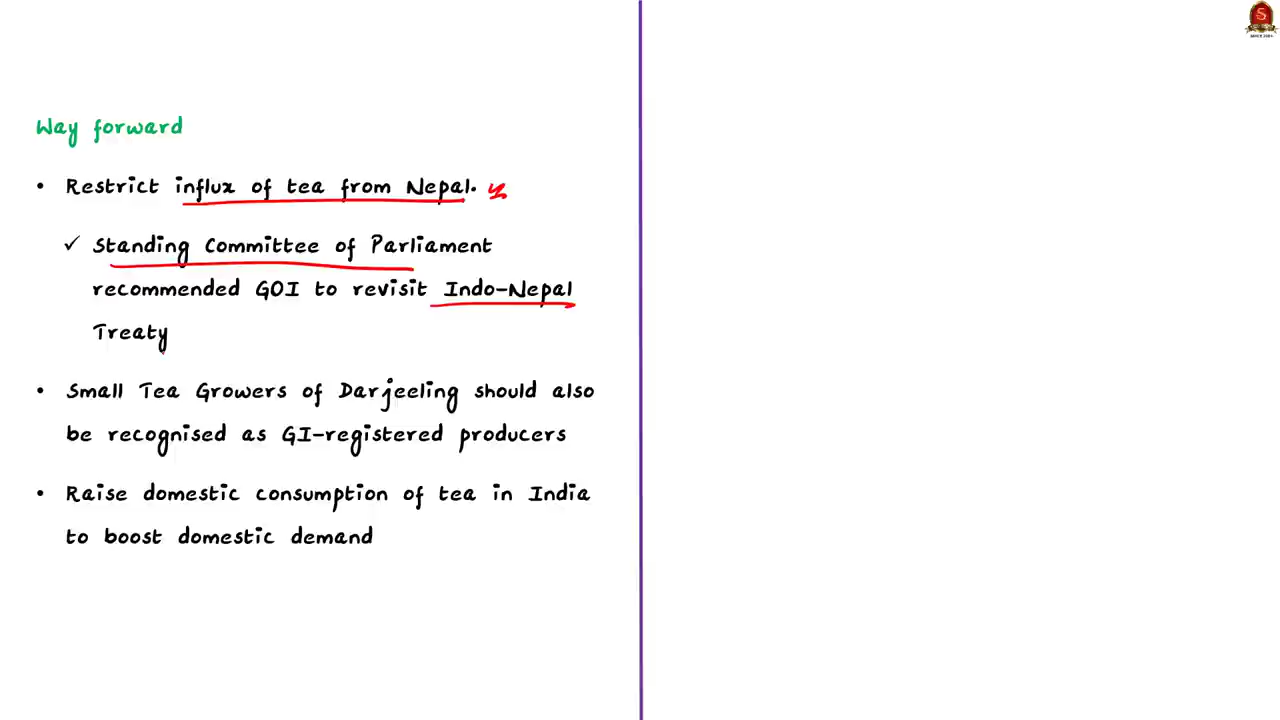 Way forward
• Restrict influx of tea from Nepal.
✓ Standing Committee of Parliament
recommended GOI to revisit Indo-Nepal
Treaty
• Small Tea Growers of Darjeeling should also
be recognised as GI-registered producers
• Raise domestic consumption of tea in India
to boost domestic demand